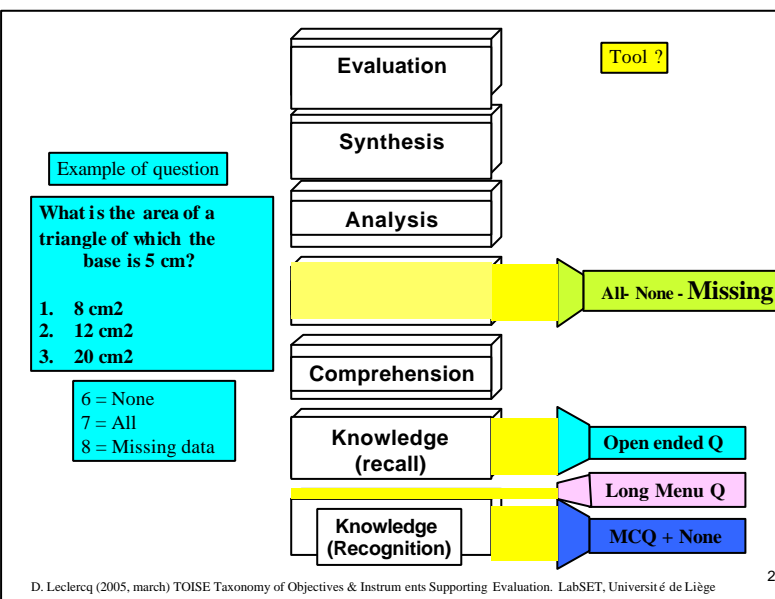 Evaluation
Tool ?
Synthesis
Example of question
What is the area of a
triangle of which the
base is 5 cm?
1. 8 cm2
2. 12 cm2
3. 20 cm2
6 = None
7 = All
8 = Missing data
Analysis
All- None - Missing
Comprehension
Knowledge
(recall)
Open ended Q
Long Menu Q
Knowledge
(Recognition)
MCQ + None
D. Leclercq (2005, march) TOISE Taxonomy of Objectives & Instrum ents Supporting Evaluation. LabSET, Universit é de Liège
2